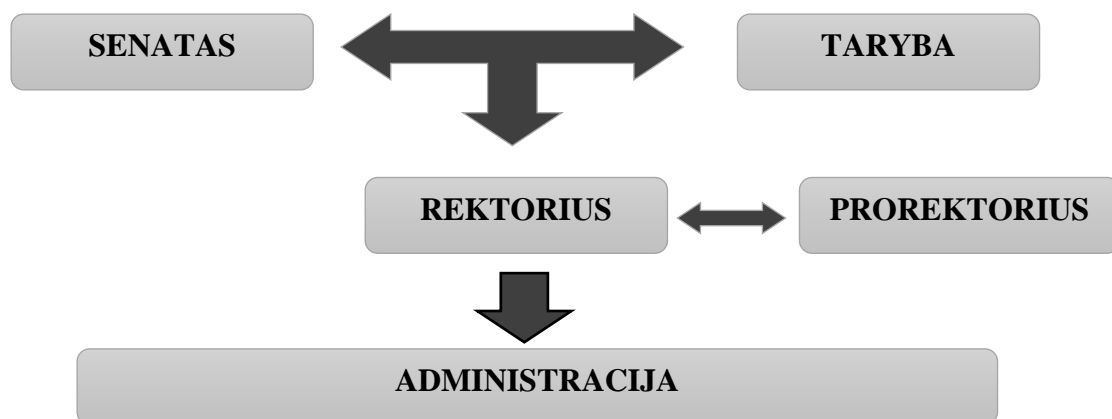 SENATAS
TARYBA
REKTORIUS
PROREKTORIUS
ADMINISTRACIJA